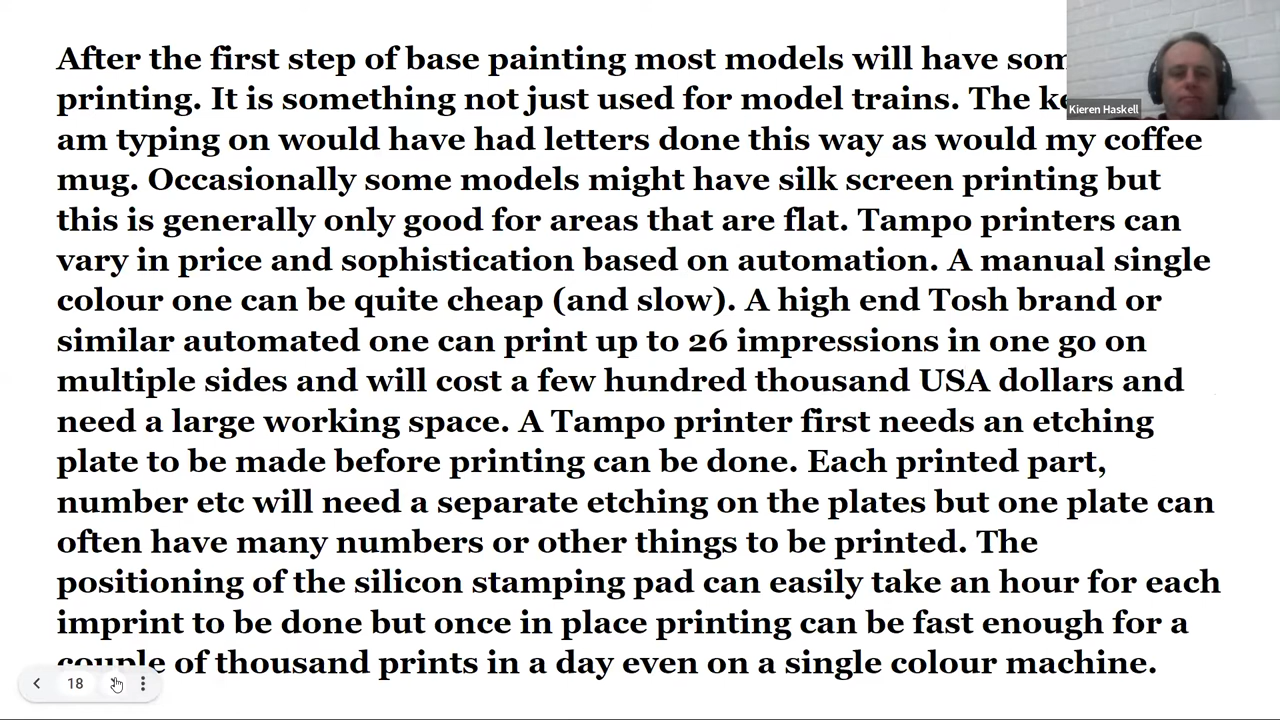 After the first step of base painting most models will have
printing. It is something not just used for model trains. The
am typing on would have had letters done this way as would my coffee
mug. Occasionally some models might have silk screen printing but
this is generally only good for areas that are flat. Tampo printers can
vary in price and sophistication based on automation. A manual single
colour one can be quite cheap (and slow). A high end Tosh brand or
similar automated one can print up to 26 impressions in one go on
multiple sides and will cost a few hundred thousand USA dollars and
need a large working space. A Tampo printer first needs an etching
plate to be made before printing can be done. Each printed part,
number etc will need a separate etching on the plates but one plate can
often have many numbers or other things to be printed. The
positioning of the silicon stamping pad can easily take an hour for each
imprint to be done but once in place printing can be fast enough for a
couple of thousand prints in a day even on a single colour machine.
Kieren Haskell
18